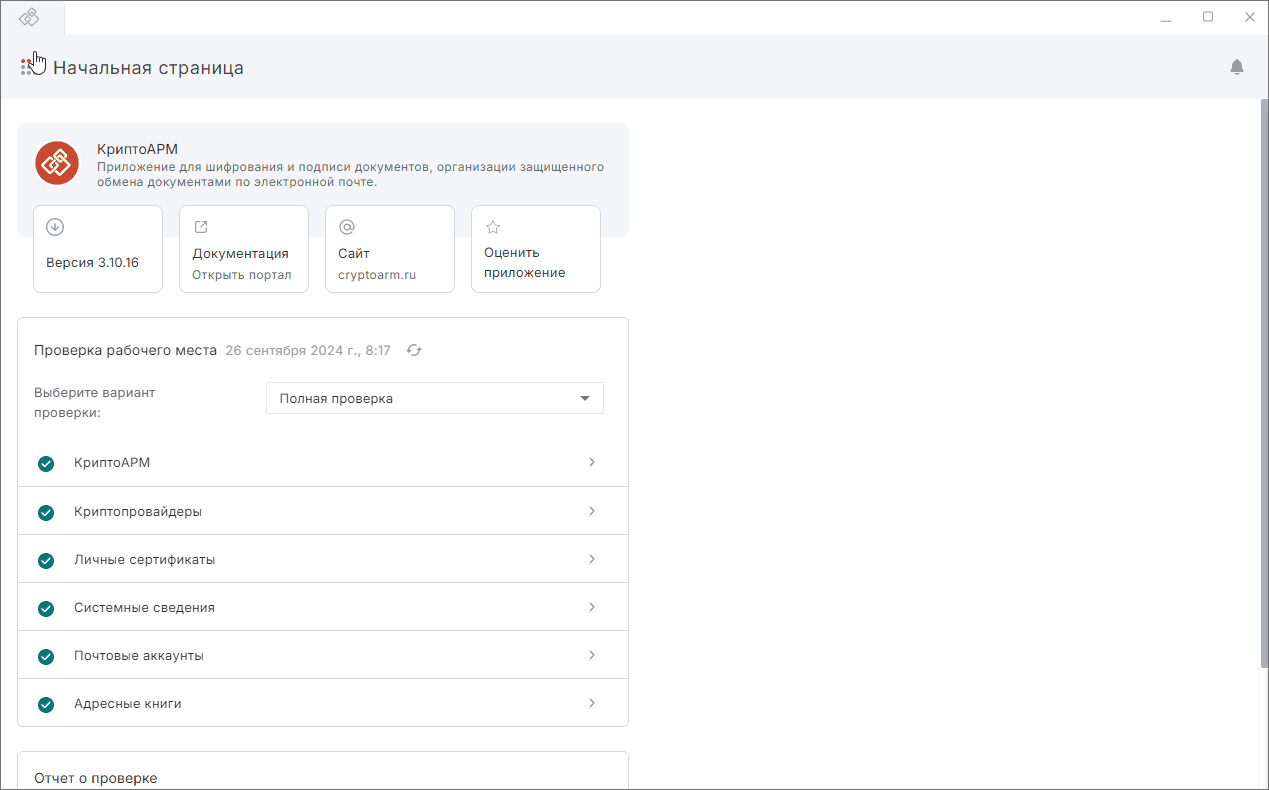 Начальная страница
КриптоАРМ
Приложение для шифрования и подписи документов, организации защищенного
обмена документами по электронной почте.
Версия 3.10.16
Документация
Открыть портал
Сайт
cryptoarm.ru
Оценить
приложение
Проверка рабочего места 26 сентября 2024 г., 8:17
Выберите вариант
проверки:
Полная проверка
КриптоАРМ
Криптопровайдеры
Личные сертификаты
Системные сведения
Почтовые аккаунты
Адресные книги
Отчет о проверке